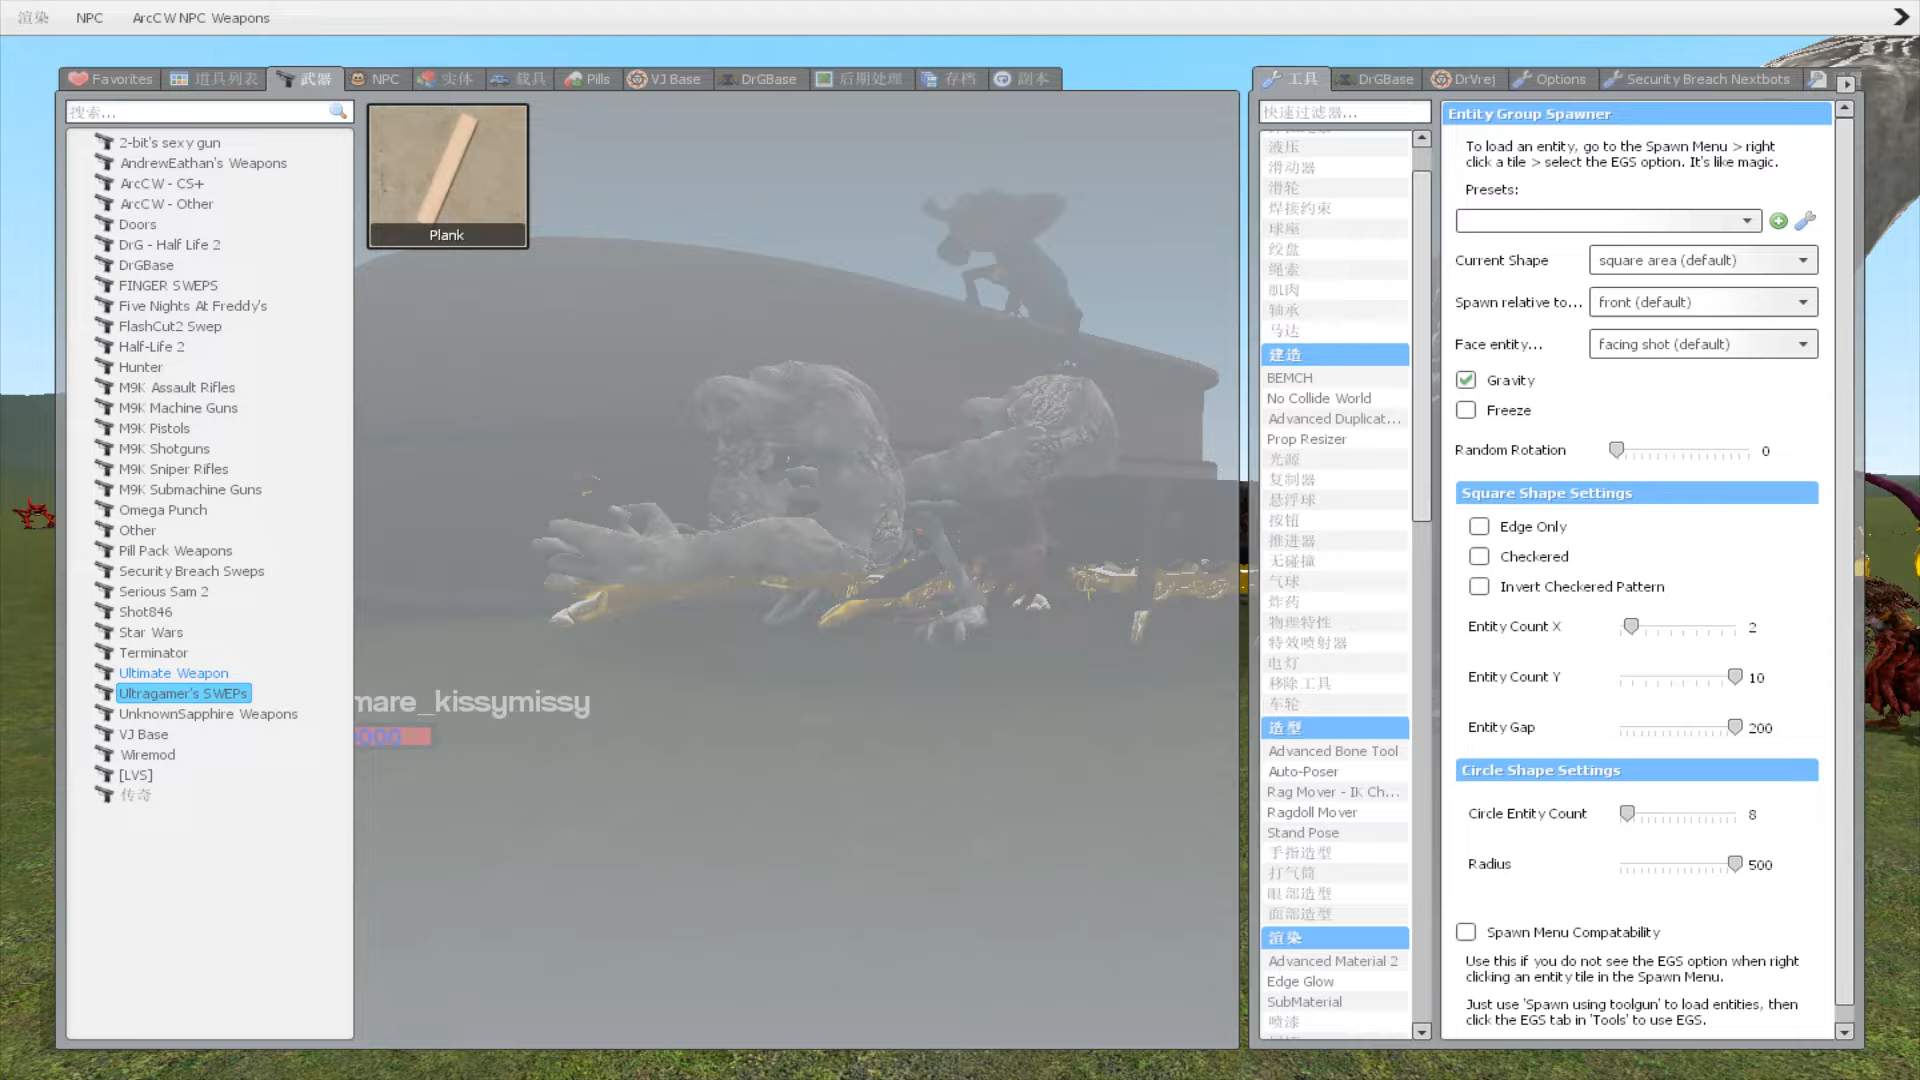 渲染 NPC ArcCW NPC Weapons
Favorites 道具列表 武器 NPC 实体 载具 Pills VJ Base DrGBase 后期处理 存档 副本
搜索...
2-bit's sexy gun
AndrewEathan's Weapons
ArcCW - CS+
ArcCW - Other
Doors
DrG - Half Life 2
DrGBase
FINGER SWEPS
Five Nights At Freddy's
FlashCut2 Swep
Half-Life 2
Hunter
M9K Assault Rifles
M9K Machine Guns
M9K Pistols
M9K Shotguns
M9K Sniper Rifles
M9K Submachine Guns
Omega Punch
Other
Pill Pack Weapons
Security Breach Sweps
Serious Sam 2
Shot846
Star Wars
Terminator
Ultimate Weapon
Ultragamer's SWEPs
UnknownSapphire Weapons
VJ Base
Wiremod
[LVS]
传奇
Plank
mare_kissymissy
工具 DrGBase DrVrej Options Security Breach Nextbots
快速过滤器...
液压
滑动器
滑轮
焊接约束
球座
绞盘
绳索
肌肉
轴承
马达
建造
BEMCH
No Collide World
Advanced Duplicat...
Prop Resizer
光源
复制器
悬浮球
按钮
推进器
无碰撞
气球
炸药
物理特性
特效喷射器
电灯
移除工具
车轮
造型
Advanced Bone Tool
Auto-Poser
Rag Mover - IK Ch...
Ragdoll Mover
Stand Pose
手指造型
打气筒
眼部造型
面部造型
渲染
Advanced Material 2
Edge Glow
SubMaterial
喷漆
Entity Group Spawner
To load an entity, go to the Spawn Menu > right
click a tile > select the EGS option. It's like magic.
Presets:
Current Shape square area (default)
Spawn relative to... front (default)
Face entity... facing shot (default)
Gravity
Freeze
Random Rotation 0
Square Shape Settings
Edge Only
Checkered
Invert Checkered Pattern
Entity Count X 2
Entity Count Y 10
Entity Gap 200
Circle Shape Settings
Circle Entity Count 8
Radius 500
Spawn Menu Compatability
Use this if you do not see the EGS option when right
clicking an entity tile in the Spawn Menu.
Just use 'Spawn using toolgun' to load entities, then
click the EGS tab in 'Tools' to use EGS.